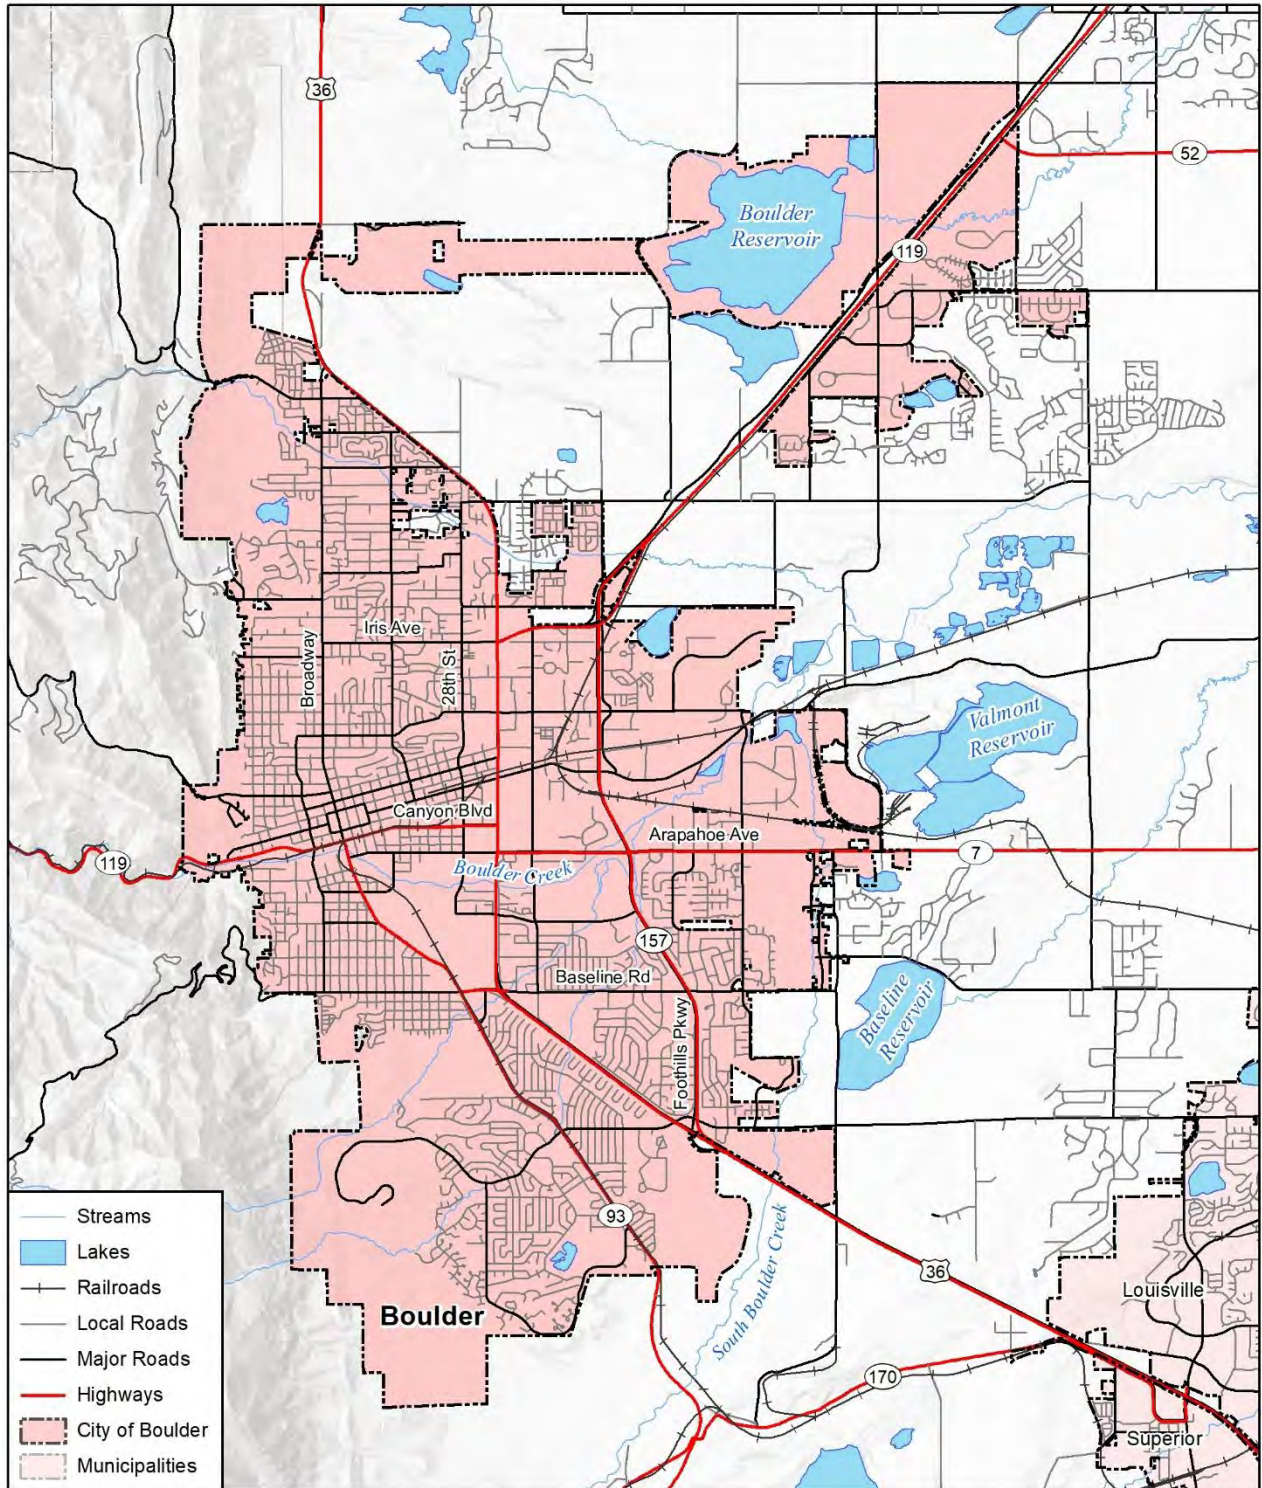 36
52
Boulder
Reservoir
119
Iris Ave
Broadway
28th St
Valmont
Reservoir
Canyon Blvd
Arapahoe Ave
119
7
Boulder Creek
157
Baseline Rd
Baseline
Reservoir
Foothills Pkwy
93
South Boulder Creek
36
Louisville
Boulder
170
Superior
Streams
Lakes
Railroads
Local Roads
Major Roads
Highways
City of Boulder
Municipalities